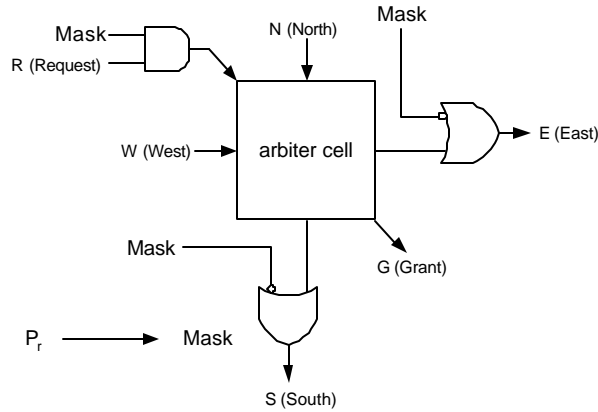 Mask
N (North)
Mask
R (Request)
W (West)
arbiter cell
E (East)
Mask
G (Grant)
Pr
Mask
S (South)